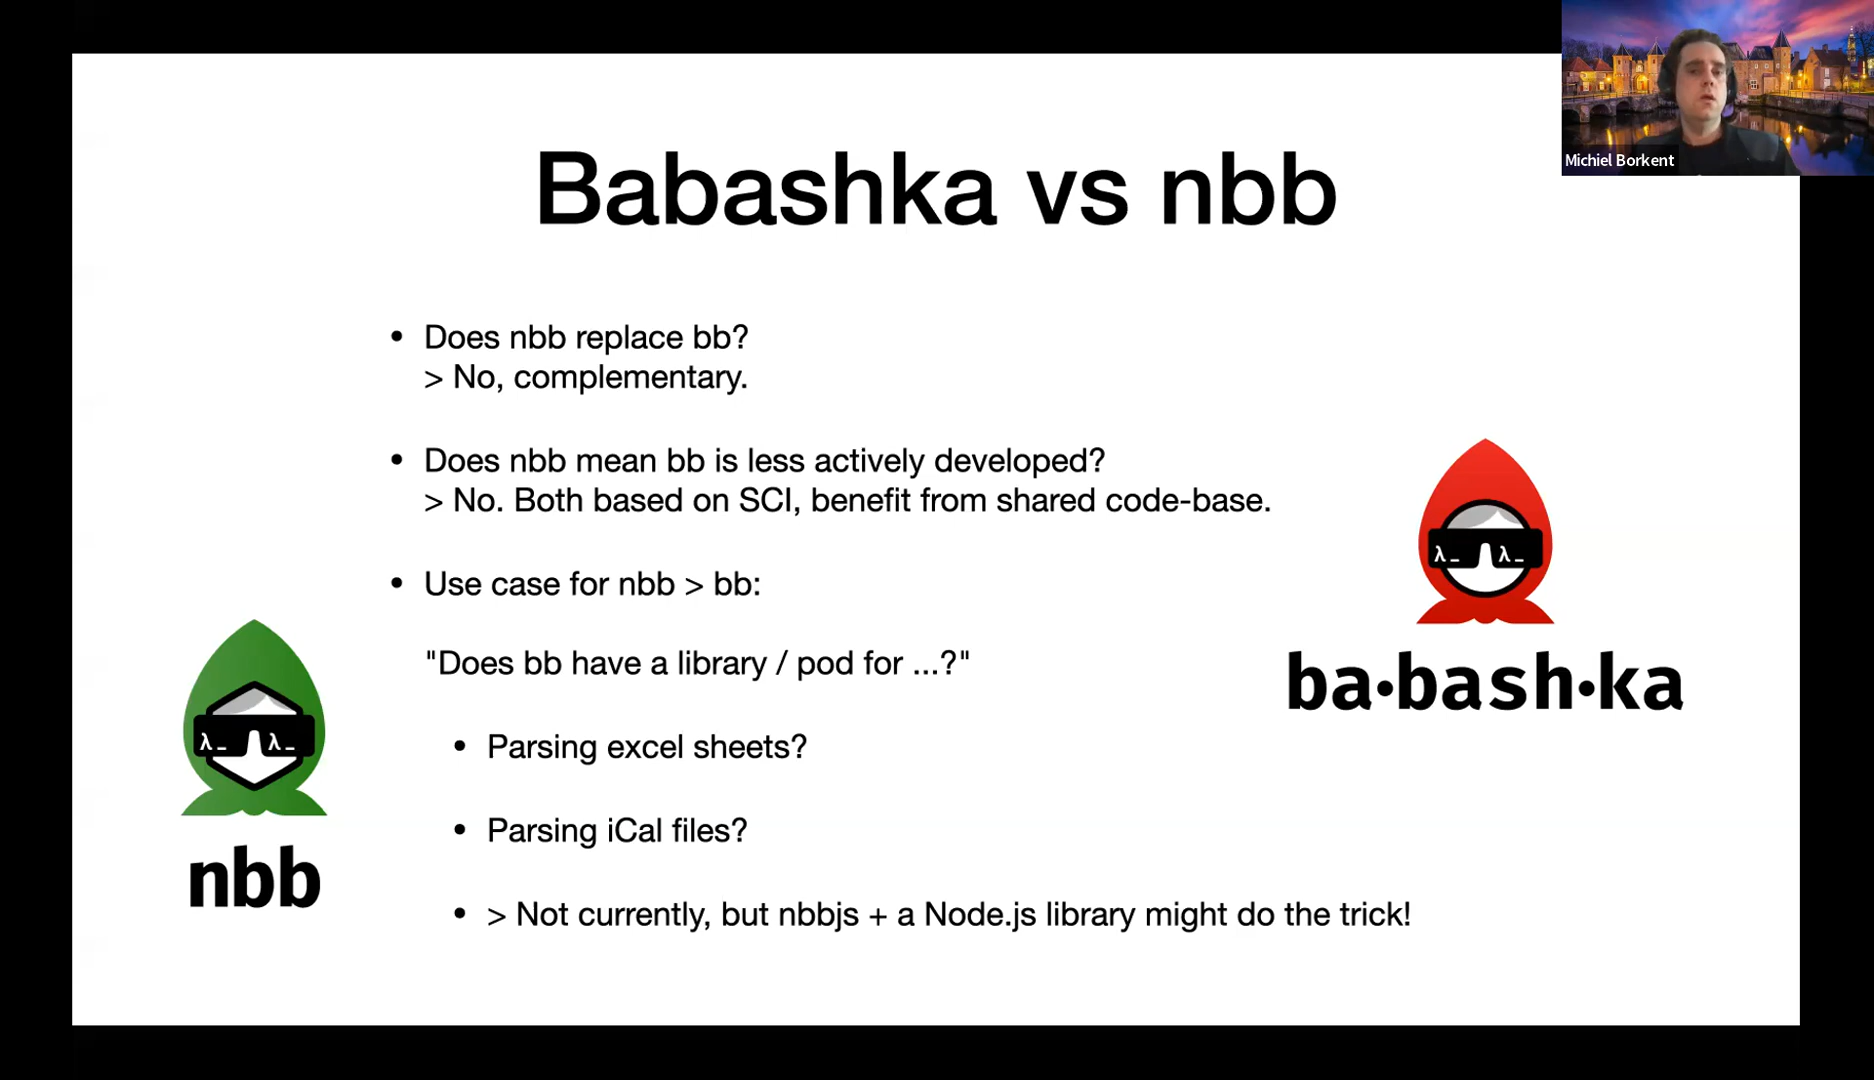 Michiel Borkent
Babashka vs nbb
• Does nbb replace bb?
> No, complementary.
• Does nbb mean bb is less actively developed?
> No. Both based on SCI, benefit from shared code-base.
• Use case for nbb > bb:
"Does bb have a library / pod for ...?"
• Parsing excel sheets?
• Parsing iCal files?
• > Not currently, but nbbjs + a Node.js library might do the trick!
λ_ λ_
nbb
λ_ λ_
ba•bash•ka